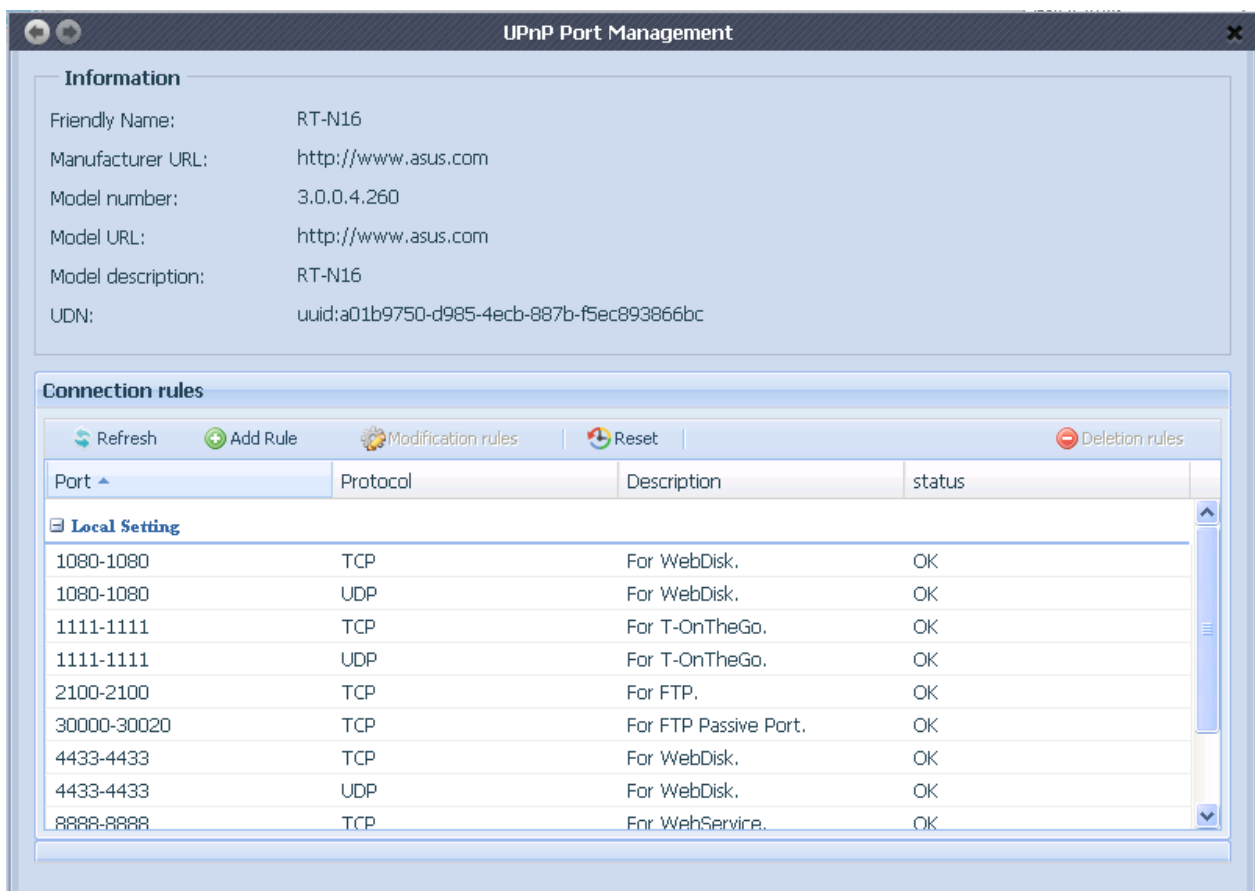 UPnP Port Management
Information
Friendly Name: RT-N16
Manufacturer URL: http://www.asus.com
Model number: 3.0.0.4.260
Model URL: http://www.asus.com
Model description: RT-N16
UDN: uuid:a01b9750-d985-4ecb-887b-f5ec893866bc
Connection rules
Refresh Add Rule Modification rules Reset Deletion rules
Port Protocol Description status
Local Setting
1080-1080 TCP For WebDisk. OK
1080-1080 UDP For WebDisk. OK
1111-1111 TCP For T-OnTheGo. OK
1111-1111 UDP For T-OnTheGo. OK
2100-2100 TCP For FTP. OK
30000-30020 TCP For FTP Passive Port. OK
4433-4433 TCP For WebDisk. OK
4433-4433 UDP For WebDisk. OK
8888-8888 TCP For WebService. OK